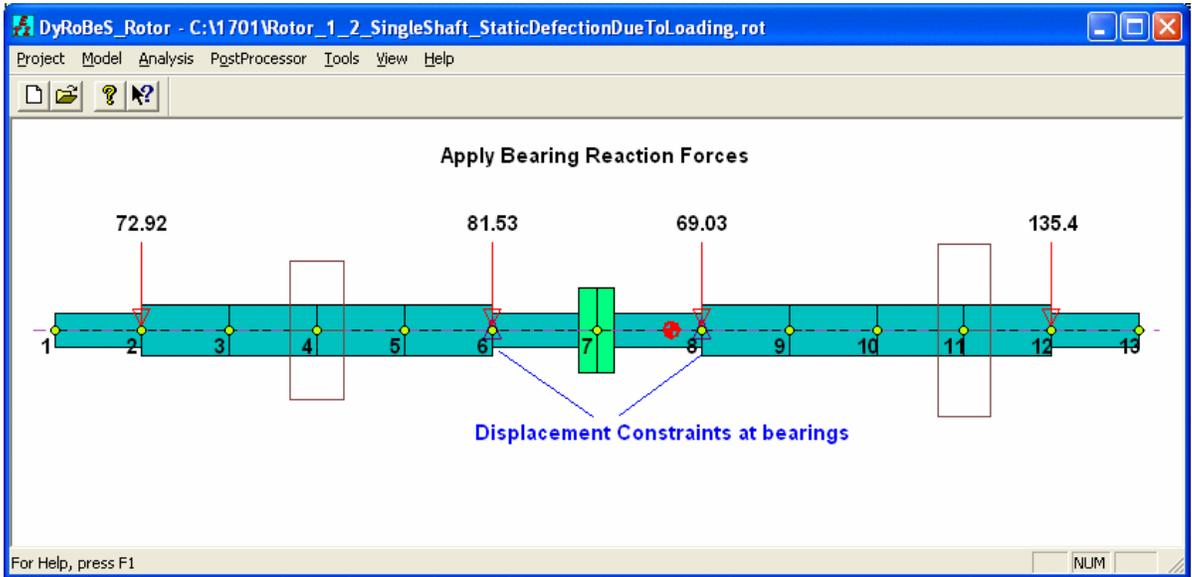 DyRoBeS_Rotor - C:\1701\Rotor_1_2_SingleShaft_StaticDefectionDueToLoading.rot
Project Model Analysis PostProcessor Tools View Help
Apply Bearing Reaction Forces
72.92 81.53 69.03 135.4
1 2 3 4 5 6 7 8 9 10 11 12 13
Displacement Constraints at bearings
For Help, press F1 NUM